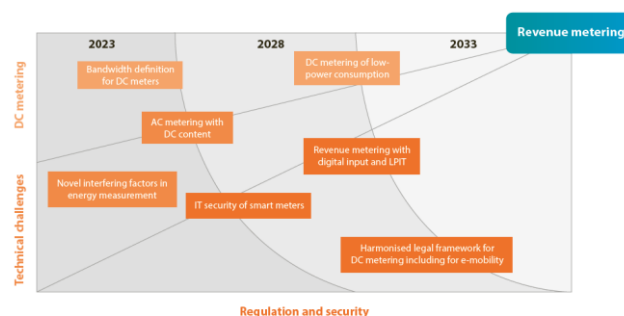 Revenue metering
2023
2028
2033
DC metering
Bandwidth definition
for DC meters
DC metering of low-
power consumption
AC metering with
DC content
Revenue metering with
digital input and LPIT
Technical challenges
Novel interfering factors in
energy measurement
IT security of smart meters
Harmonised legal framework for
DC metering including for e-mobility
Regulation and security